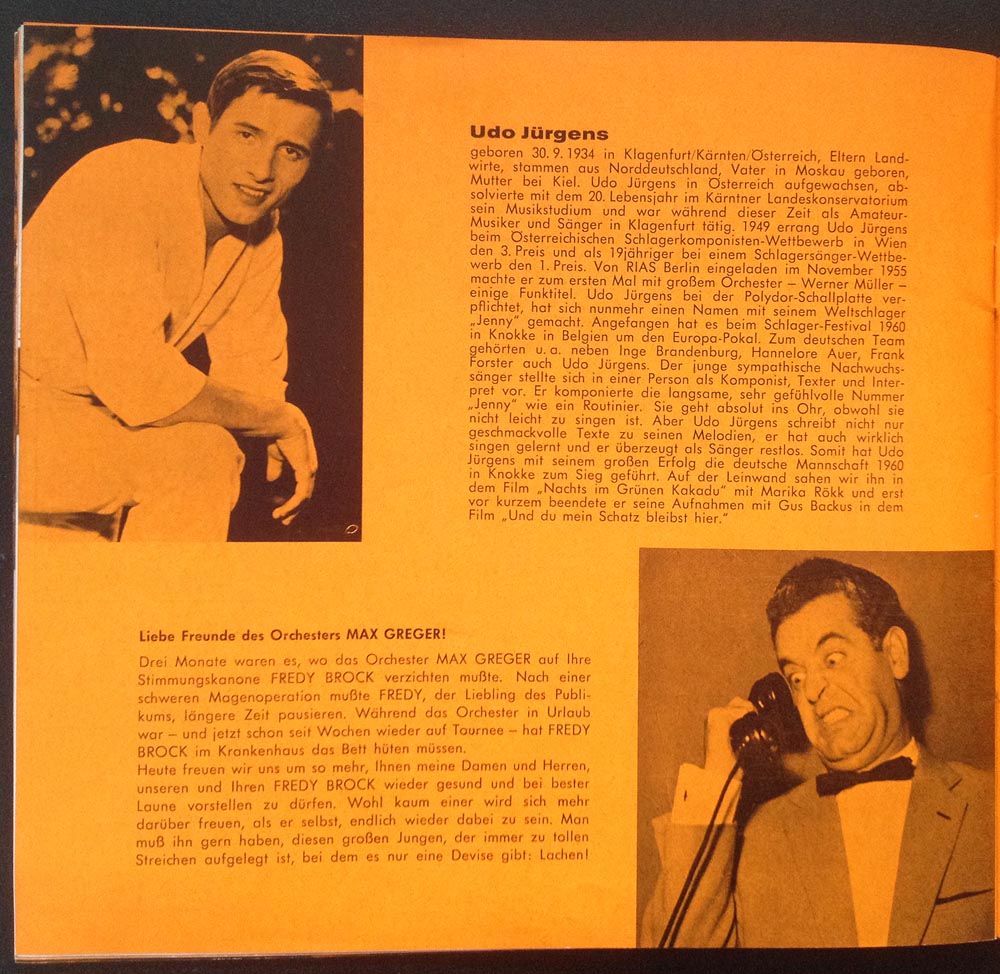 Udo Jürgens
geboren 30. 9. 1934 in Klagenfurt/Kärnten/Österreich, Eltern Land-
wirte, stammen aus Norddeutschland, Vater in Moskau geboren,
Mutter bei Kiel. Udo Jürgens in Österreich aufgewachsen, ab-
solvierte mit dem 20. Lebensjahr im Kärntner Landeskonservatorium
sein Musikstudium und war während dieser Zeit als Amateur-
Musiker und Sänger in Klagenfurt tätig. 1949 errang Udo Jürgens
beim Österreichischen Schlagerkomponisten-Wettbewerb in Wien
den 3. Preis und als 19jähriger bei einem Schlagersänger-Wettbe-
werb den 1. Preis. Von RIAS Berlin eingeladen im November 1955
machte er zum ersten Mal mit großem Orchester – Werner Müller –
einige Funktitel. Udo Jürgens bei der Polydor-Schallplatte ver-
pflichtet, hat sich nunmehr einen Namen mit seinem Weltschlager
„Jenny“ gemacht. Angefangen hat es beim Schlager-Festival 1960
in Knokke in Belgien um den Europa-Pokal. Zum deutschen Team
gehörten u. a. neben Inge Brandenburg, Hannelore Auer, Frank
Forster auch Udo Jürgens. Der junge sympathische Nachwuchs-
sänger stellte sich in einer Person als Komponist, Texter und Inter-
pret vor. Er komponierte die langsame, sehr gefühlvolle Nummer
„Jenny“ wie ein Routinier. Sie geht absolut ins Ohr, obwohl sie
nicht leicht zu singen ist. Aber Udo Jürgens schreibt nicht nur
geschmackvolle Texte zu seinen Melodien, er hat auch wirklich
singen gelernt und er überzeugt als Sänger restlos. Somit hat Udo
Jürgens mit seinem großen Erfolg die deutsche Mannschaft 1960
in Knokke zum Sieg geführt. Auf der Leinwand sahen wir ihn in
dem Film „Nachts im Grünen Kakadu“ mit Marika Rökk und erst
vor kurzem beendete er seine Aufnahmen mit Gus Backus in dem
Film „Und du mein Schatz bleibst hier.“
Liebe Freunde des Orchesters MAX GREGER!
Drei Monate waren es, wo das Orchester MAX GREGER auf Ihre
Stimmungskanone FREDY BROCK verzichten mußte. Nach einer
schweren Magenoperation mußte FREDY, der Liebling des Publi-
kums, längere Zeit pausieren. Während das Orchester in Urlaub
war – und jetzt schon seit Wochen wieder auf Tournee – hat FREDY
BROCK im Krankenhaus das Bett hüten müssen.
Heute freuen wir uns um so mehr, Ihnen meine Damen und Herren,
unseren und Ihren FREDY BROCK wieder gesund und bei bester
Laune vorstellen zu dürfen. Wohl kaum einer wird sich mehr
darüber freuen, als er selbst, endlich wieder dabei zu sein. Man
muß ihn gern haben, diesen großen Jungen, der immer zu tollen
Streichen aufgelegt ist, bei dem es nur eine Devise gibt: Lachen!